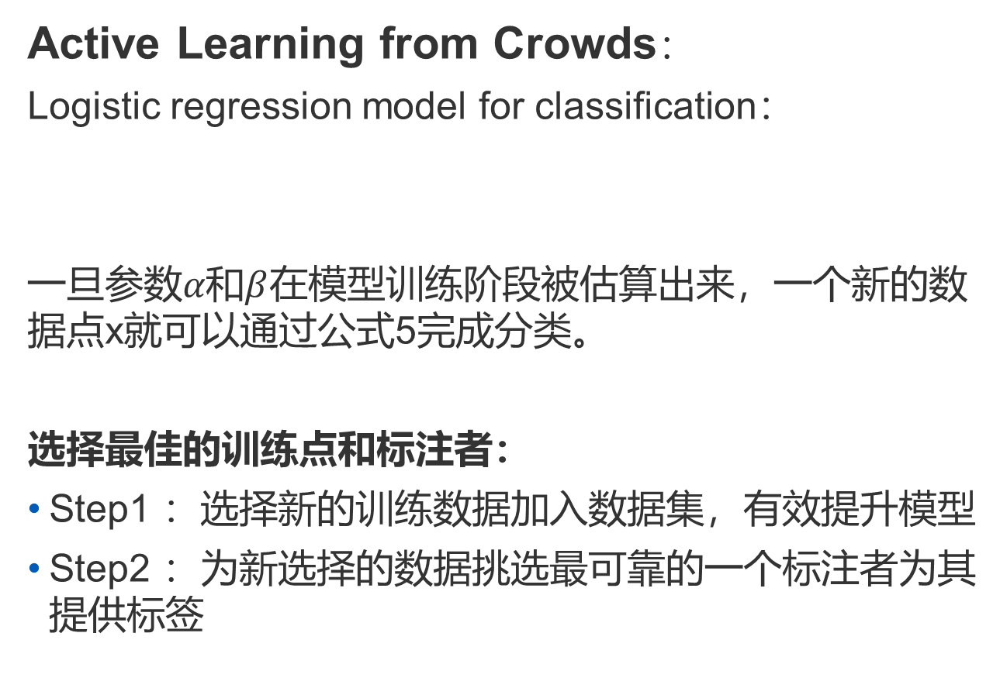 Active Learning from Crowds：
Logistic regression model for classification：
一旦参数𝛼和𝛽在模型训练阶段被估算出来，一个新的数
据点x就可以通过公式5完成分类。
选择最佳的训练点和标注者：
• Step1 ：选择新的训练数据加入数据集，有效提升模型
• Step2 ：为新选择的数据挑选最可靠的一个标注者为其
提供标签